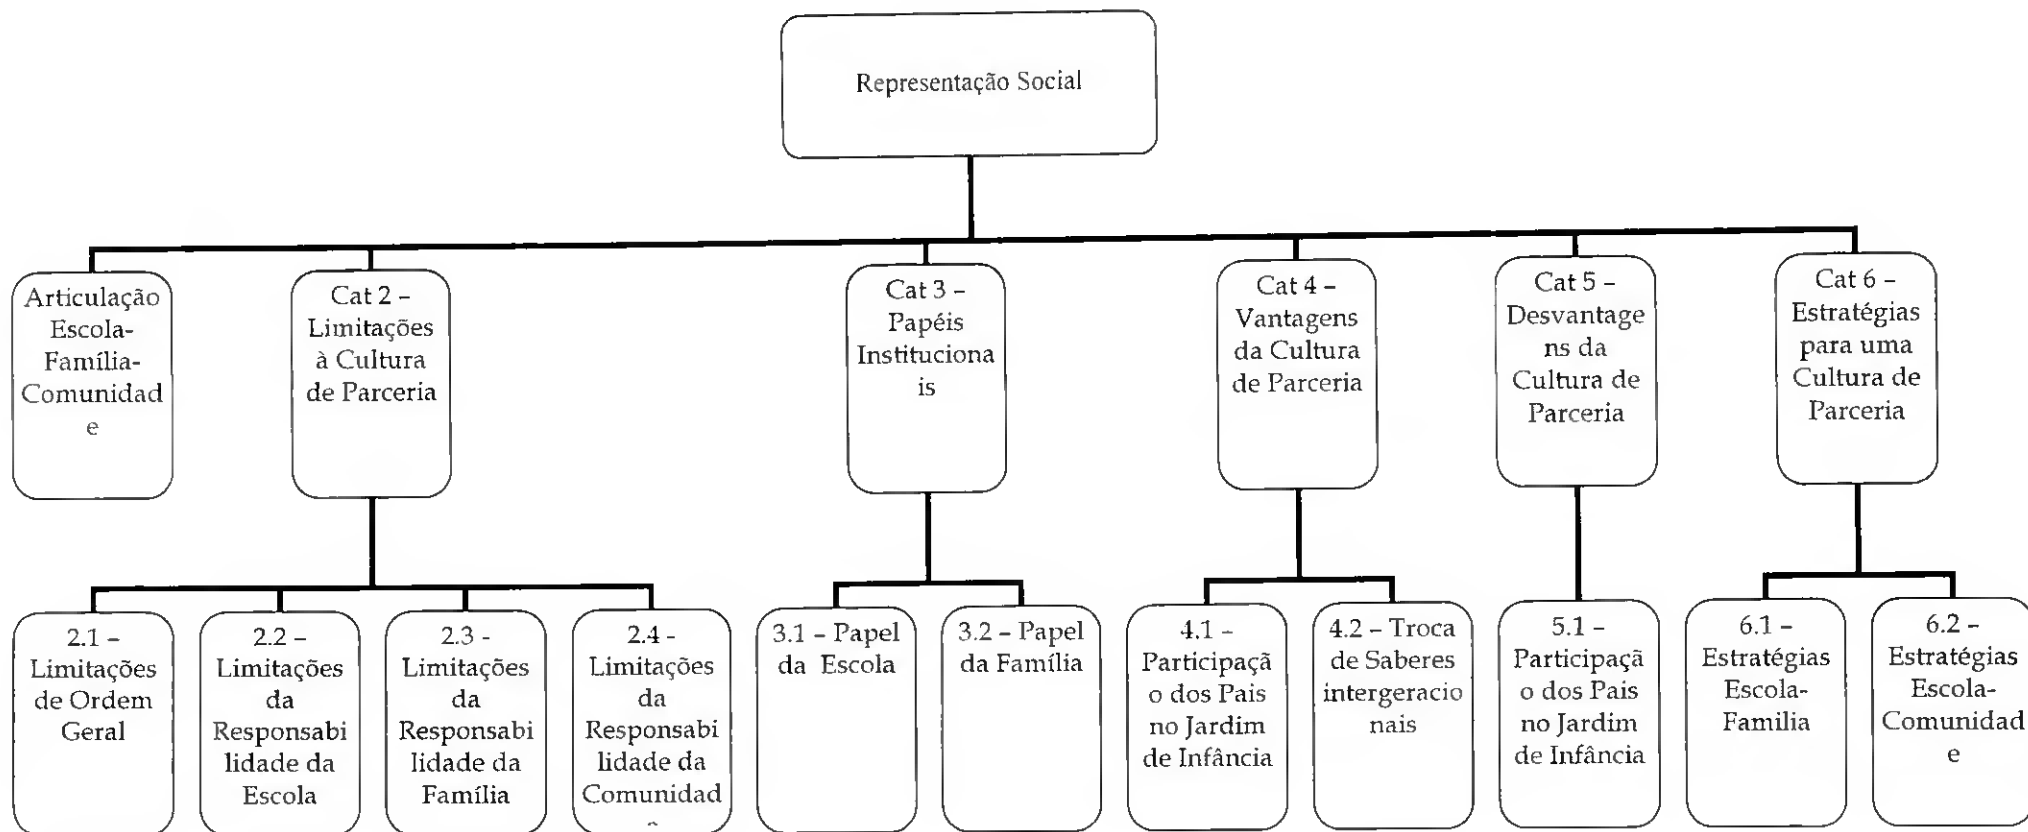 Representação Social
Articulação
Escola-
Família-
Comunidad
e
Cat 2 –
Limitações
à Cultura
de Parceria
Cat 3 –
Papéis
Instituciona
is
Cat 4 –
Vantagens
da Cultura
de Parceria
Cat 5 –
Desvantage
ns da
Cultura de
Parceria
Cat 6 –
Estratégias
para uma
Cultura de
Parceria
2.1 –
Limitações
de Ordem
Geral
2.2 –
Limitações
da
Responsabi
lidade da
Escola
2.3 -
Limitações
da
Responsabi
lidade da
Família
2.4 -
Limitações
da
Responsabi
lidade da
Comunidad
3.1 – Papel
da Escola
3.2 – Papel
da Família
4.1 –
Participaçã
o dos Pais
no Jardim
de Infância
4.2 – Troca
de Saberes
intergeracio
nais
5.1 –
Participaçã
o dos Pais
no Jardim
de Infância
6.1 –
Estratégias
Escola-
Familia
6.2 –
Estratégias
Escola-
Comunidad
e